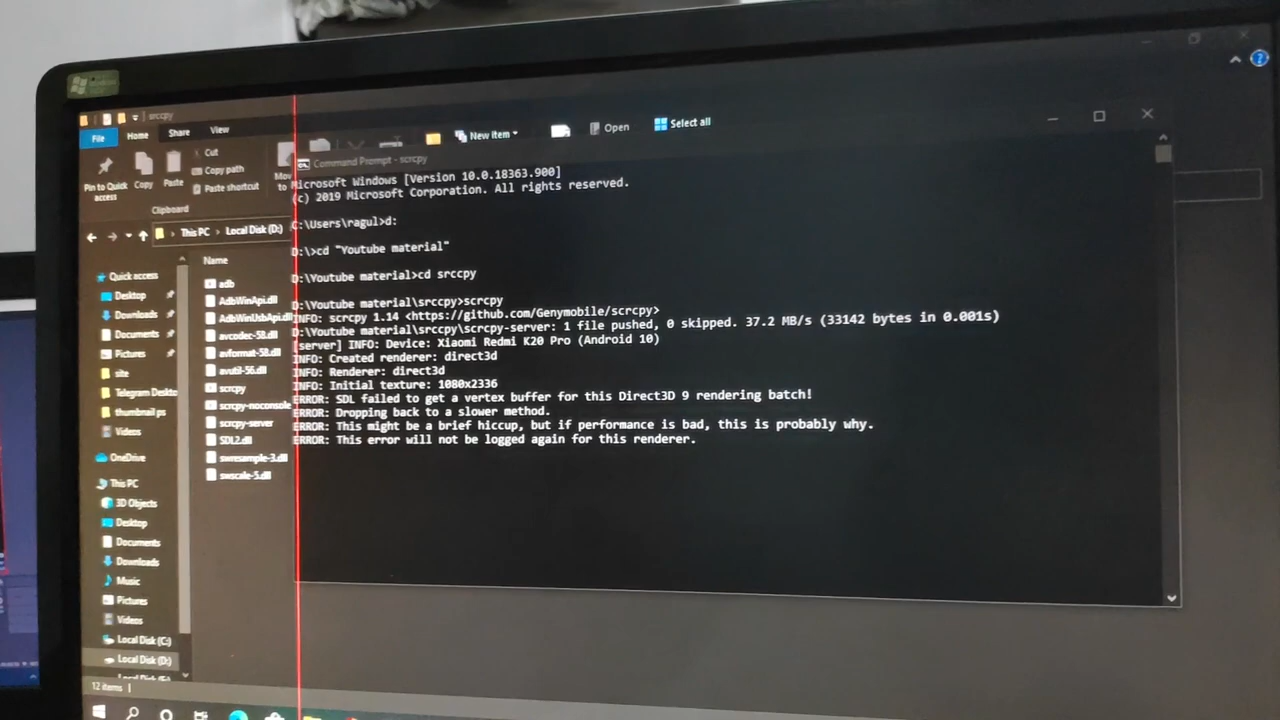 srccpy
File Home Share View
Cut
Copy path
Paste shortcut
Pin to Quick access
Copy
Paste
New item
Open
Select all
Clipboard
This PC > Local Disk (D:)
Quick access
Desktop
Downloads
Documents
Pictures
site
Telegram Deskto
thumbnail ps
Videos
OneDrive
This PC
3D Objects
Desktop
Documents
Downloads
Music
Pictures
Videos
Local Disk (C:)
Local Disk (D:)
12 items
Name
adb
AdbWinApi.dll
AdbWinUsbApi.dll
avcodec-58.dll
avformat-58.dll
avutil-56.dll
scrcpy
scrcpy-noconsole
scrcpy-server
SDL2.dll
swresample-3.dll
swscale-5.dll
Command Prompt - scrcpy
Microsoft Windows [Version 10.0.18363.900]
(c) 2019 Microsoft Corporation. All rights reserved.
C:\Users\ragul>d:
D:\>cd "Youtube material"
D:\Youtube material>cd srccpy
D:\Youtube material\srccpy>scrcpy
INFO: scrcpy 1.14 <https://github.com/Genymobile/scrcpy>
D:\Youtube material\srccpy\scrcpy-server: 1 file pushed, 0 skipped. 37.2 MB/s (33142 bytes in 0.001s)
[server] INFO: Device: Xiaomi Redmi K20 Pro (Android 10)
INFO: Created renderer: direct3d
INFO: Renderer: direct3d
INFO: Initial texture: 1080x2336
ERROR: SDL failed to get a vertex buffer for this Direct3D 9 rendering batch!
ERROR: Dropping back to a slower method.
ERROR: This might be a brief hiccup, but if performance is bad, this is probably why.
ERROR: This error will not be logged again for this renderer.